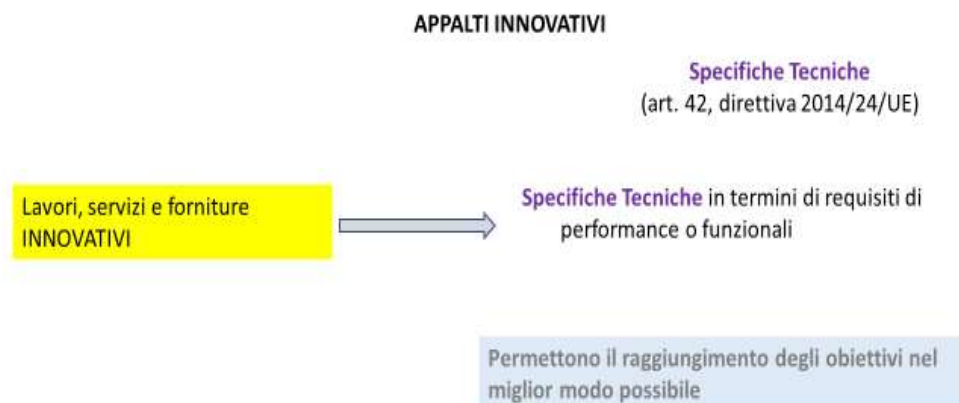 APPALTI INNOVATIVI
Specifiche Tecniche
(art. 42, direttiva 2014/24/UE)
Lavori, servizi e forniture
INNOVATIVI
Specifiche Tecniche in termini di requisiti di
performance o funzionali
Permettono il raggiungimento degli obiettivi nel
miglior modo possibile